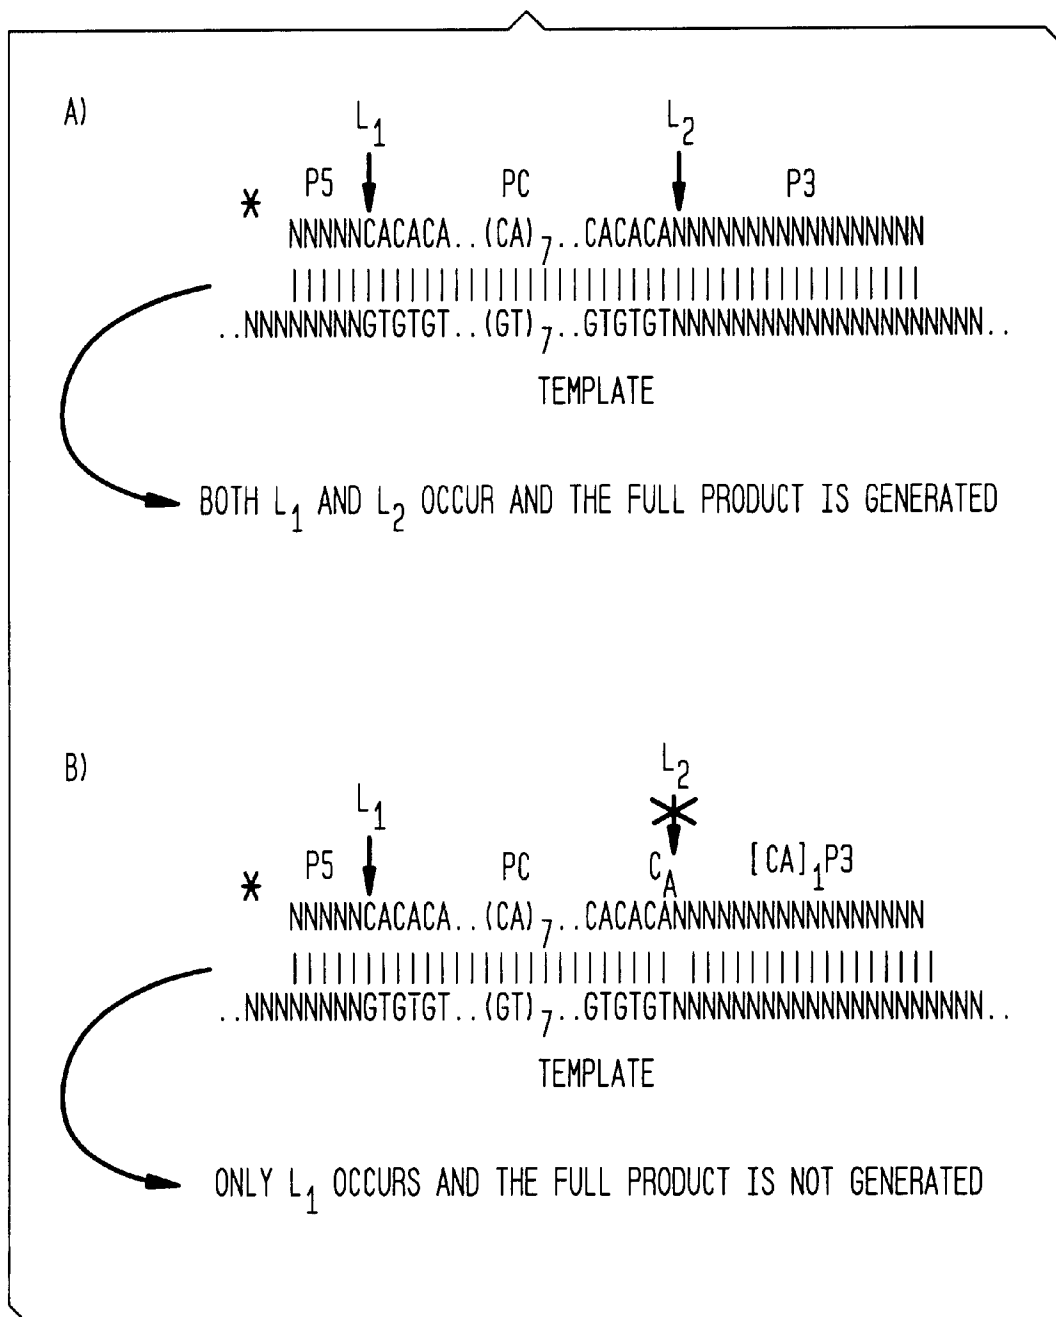 A)
L1 L2
P5 PC P3
* NNNNNCACACA..(CA)7..CACACANNNNNNNNNNNNNNNNN
..NNNNNNNNGTGTGT..(GT)7..GTGTGTNNNNNNNNNNNNNNNNNNNNN..
TEMPLATE
BOTH L1 AND L2 OCCUR AND THE FULL PRODUCT IS GENERATED
B)
L1 L2
P5 PC CA [CA]1P3
* NNNNNCACACA..(CA)7..CACACANNNNNNNNNNNNNNNNN
..NNNNNNNNGTGTGT..(GT)7..GTGTGTNNNNNNNNNNNNNNNNNNNNN..
TEMPLATE
ONLY L1 OCCURS AND THE FULL PRODUCT IS NOT GENERATED